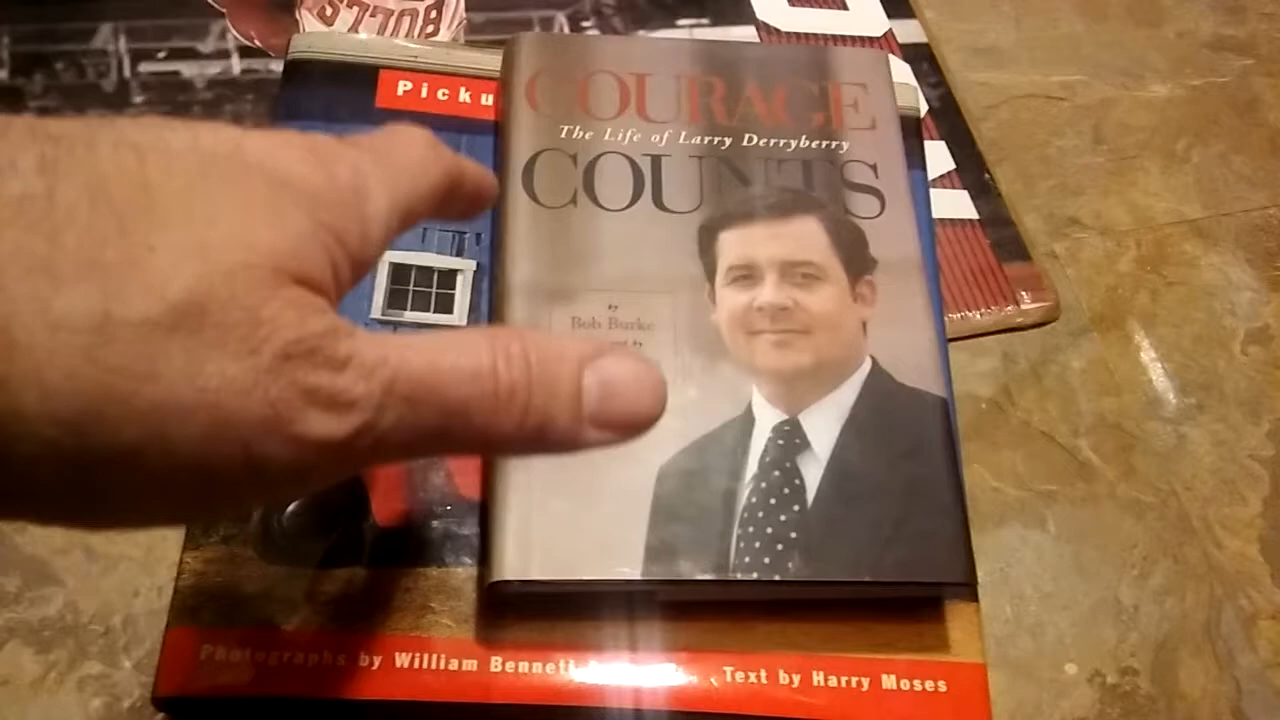 BULLS
Picku
COURAGE
The Life of Larry Derryberry
COUNTS
by
Bob Burke
by
Photographs by William Bennett
Text by Harry Moses